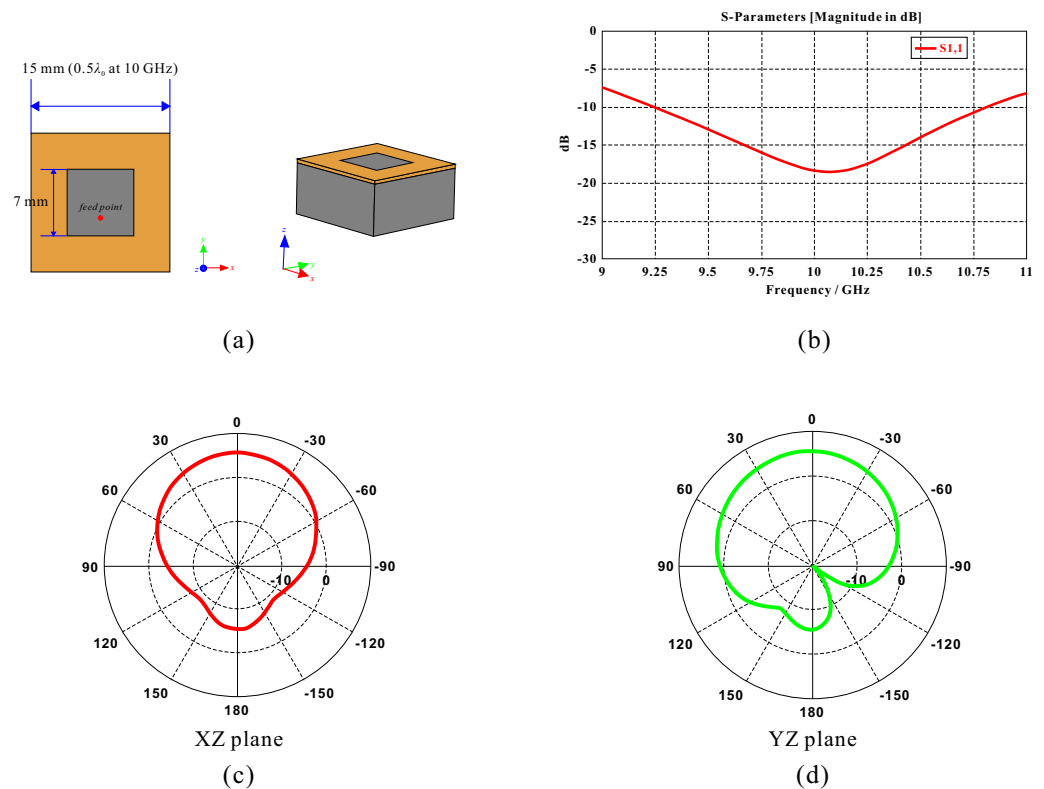 15 mm (0.5λ₀ at 10 GHz)
7 mm
feed point
y
z
x
z
y
x
(a)
S-Parameters [Magnitude in dB]
S1,1
0
-5
-10
-15
-20
-25
-30
dB
9 9.25 9.5 9.75 10 10.25 10.5 10.75 11
Frequency / GHz
(b)
0
30 -30
60 -60
90 -10 0 -90
120 -120
150 -150
180
XZ plane
(c)
0
30 -30
60 -60
90 -10 0 -90
120 -120
150 -150
180
YZ plane
(d)